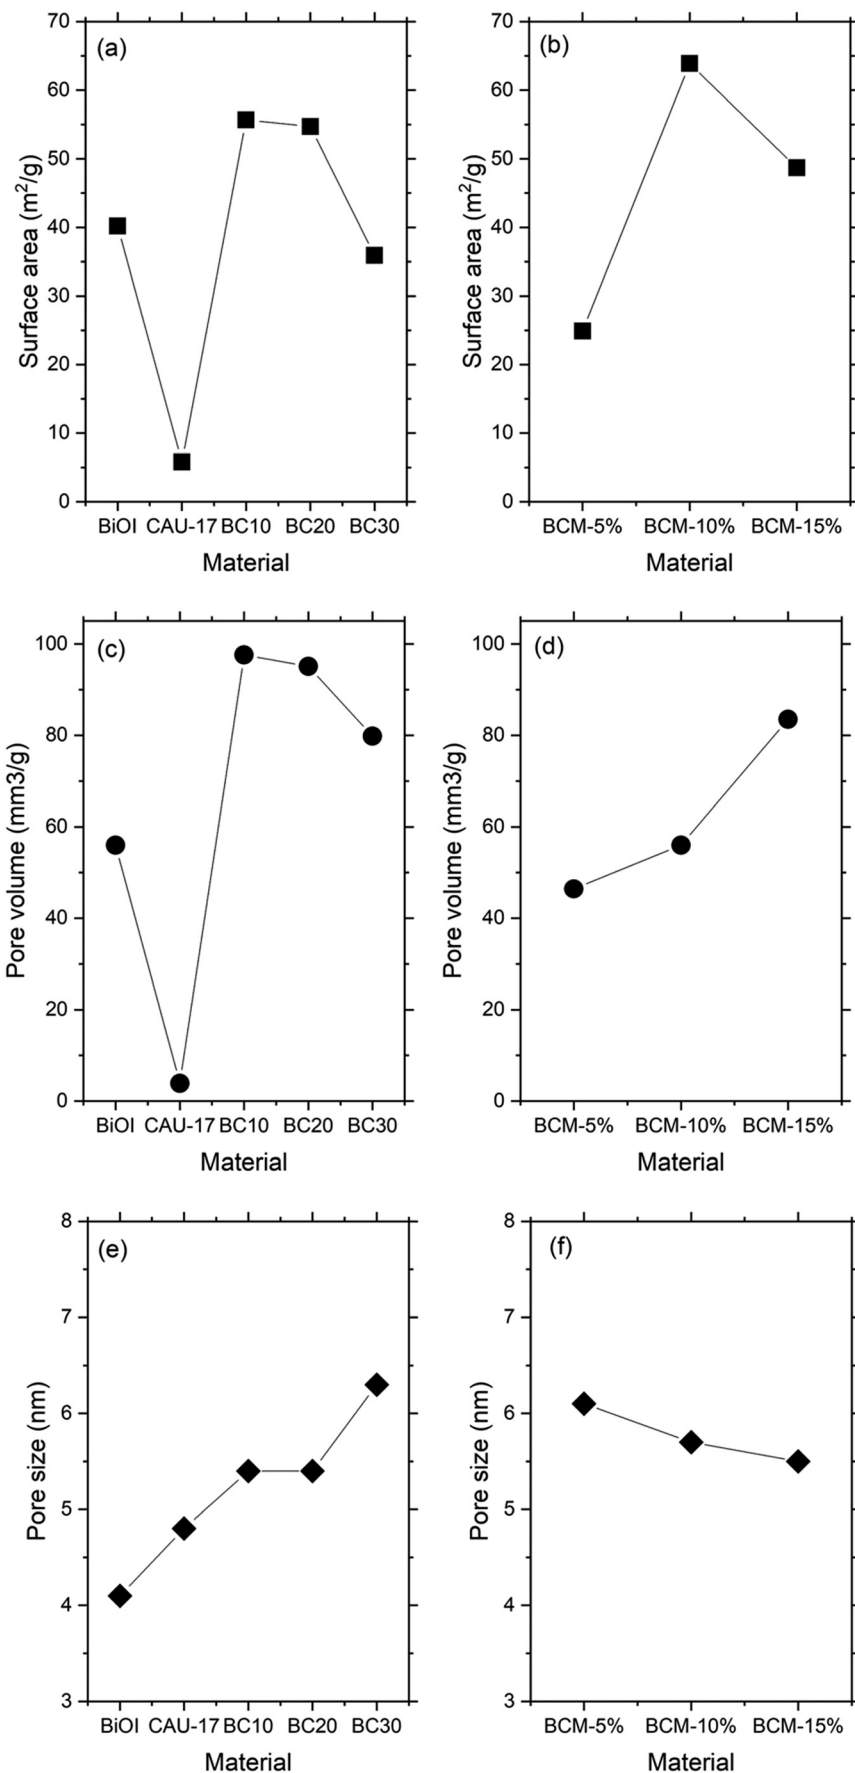 (a)
Surface area (m²/g)
70
60
50
40
30
20
10
0
BiOI CAU-17 BC10 BC20 BC30
Material
(b)
Surface area (m²/g)
70
60
50
40
30
20
10
0
BCM-5% BCM-10% BCM-15%
Material
(c)
Pore volume (mm3/g)
100
80
60
40
20
0
BiOI CAU-17 BC10 BC20 BC30
Material
(d)
Pore volume (mm3/g)
100
80
60
40
20
0
BCM-5% BCM-10% BCM-15%
Material
(e)
Pore size (nm)
8
7
6
5
4
3
BiOI CAU-17 BC10 BC20 BC30
Material
(f)
Pore size (nm)
8
7
6
5
4
3
BCM-5% BCM-10% BCM-15%
Material